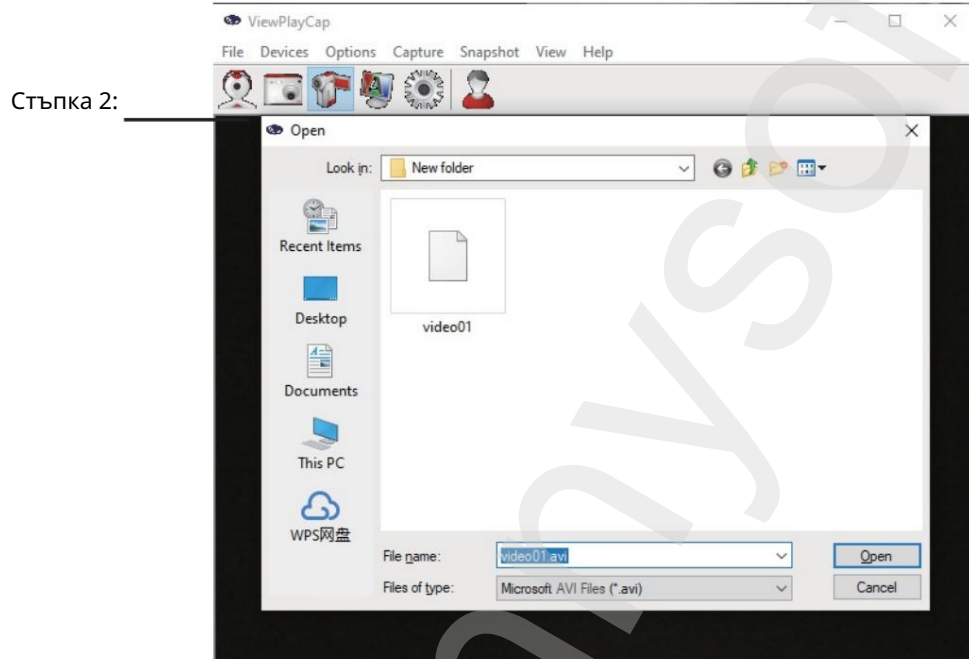 ViewPlayCap
File Devices Options Capture Snapshot View Help
Стъпка 2:
Open
Look in: New folder
Recent Items
Desktop
Documents
This PC
WPS网盘
video01
File name: video01.avi Open
Files of type: Microsoft AVI Files (*.avi) Cancel